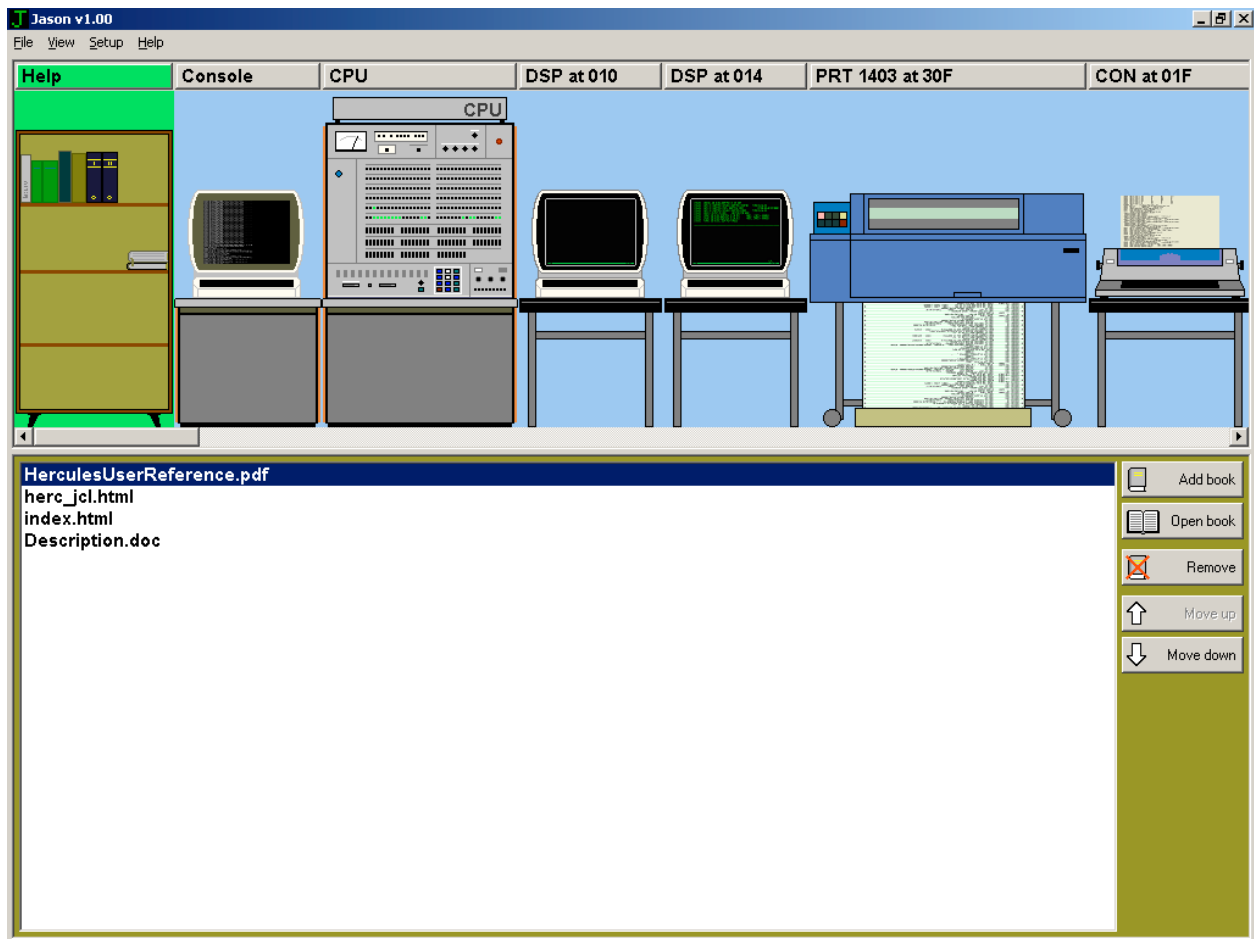 Jason v1.00
File View Setup Help
Help Console CPU DSP at 010 DSP at 014 PRT 1403 at 30F CON at 01F
CPU
HerculesUserReference.pdf
herc_jcl.html
index.html
Description.doc
Add book
Open book
Remove
Move up
Move down